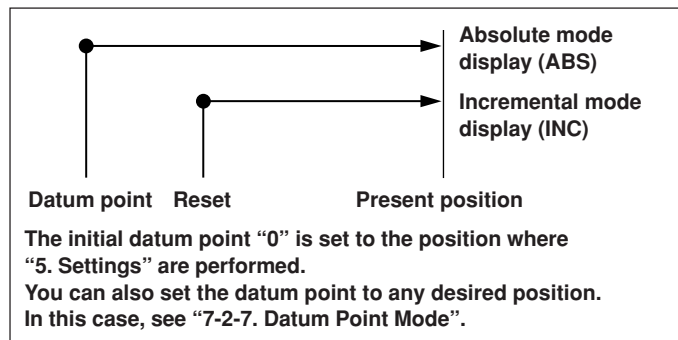 Absolute mode
display (ABS)
Incremental mode
display (INC)
Datum point Reset Present position
The initial datum point “0” is set to the position where
“5. Settings” are performed.
You can also set the datum point to any desired position.
In this case, see “7-2-7. Datum Point Mode”.